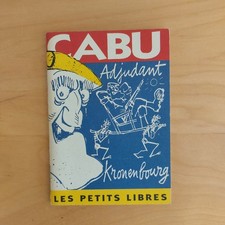 CABU
Adjudant
Kronenbourg
LES PETITS LIBRES